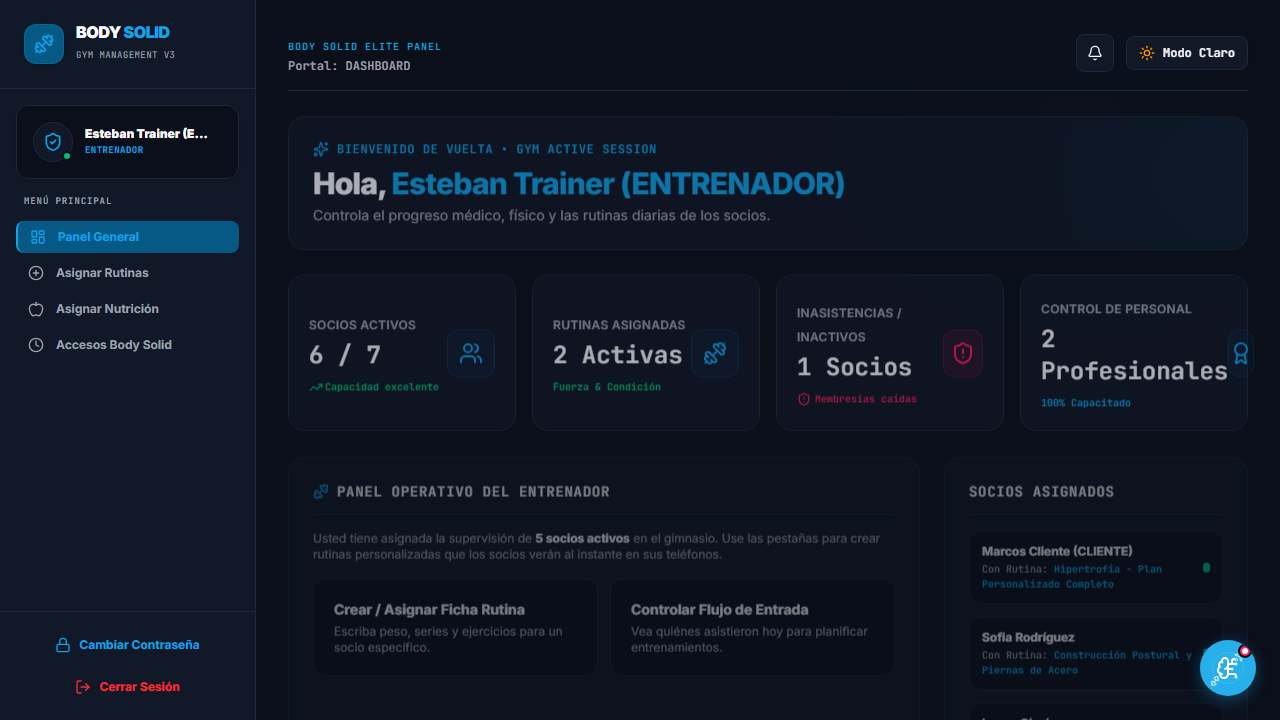 BODY SOLID
GYM MANAGEMENT V3
Esteban Trainer (E...
ENTRENADOR
MENÚ PRINCIPAL
Panel General
Asignar Rutinas
Asignar Nutrición
Accesos Body Solid
Cambiar Contraseña
Cerrar Sesión
BODY SOLID ELITE PANEL
Portal: DASHBOARD
Modo Claro
BIENVENIDO DE VUELTA • GYM ACTIVE SESSION
Hola, Esteban Trainer (ENTRENADOR)
Controla el progreso médico, físico y las rutinas diarias de los socios.
SOCIOS ACTIVOS
6 / 7
Capacidad excelente
RUTINAS ASIGNADAS
2 Activas
Fuerza & Condición
INASISTENCIAS /
INACTIVOS
1 Socios
Membresías caídas
CONTROL DE PERSONAL
2
Profesionales
100% Capacitado
PANEL OPERATIVO DEL ENTRENADOR
Usted tiene asignada la supervisión de 5 socios activos en el gimnasio. Use las pestañas para crear
rutinas personalizadas que los socios verán al instante en sus teléfonos.
Crear / Asignar Ficha Rutina
Escriba peso, series y ejercicios para un
socio específico.
Controlar Flujo de Entrada
Vea quiénes asistieron hoy para planificar
entrenamientos.
SOCIOS ASIGNADOS
Marcos Cliente (CLIENTE)
Con Rutina: Hipertrofia - Plan
Personalizado Completo
Sofia Rodríguez
Con Rutina: Construcción Postural y
Piernas de Acero